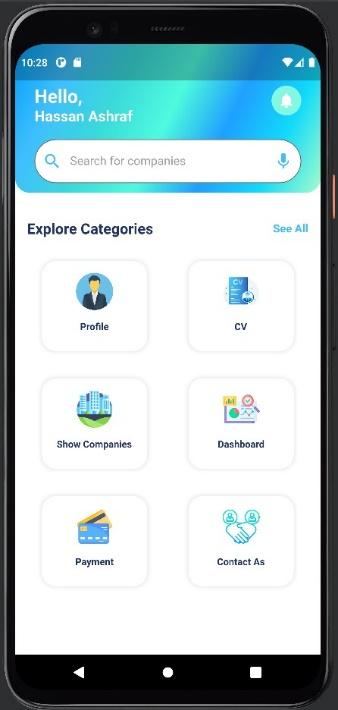 10:28
Hello,
Hassan Ashraf
Search for companies
Explore Categories
See All
Profile
CV
CV
Show Companies
Dashboard
Payment
Contact As